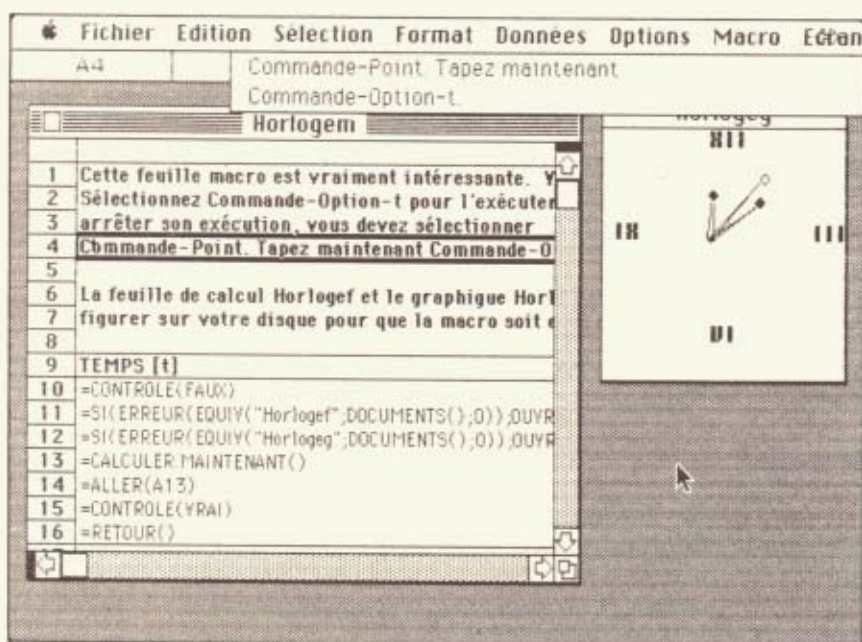 Fichier Edition Sélection Format Données Options Macro
A4
Commande-Point. Tapez maintenant
Commande-Option-t.
Horlogem
Horlogeg
1 Cette feuille macro est vraiment intéressante. V
2 Sélectionnez Commande-Option-t pour l'exécuter
3 arrêter son exécution, vous devez sélectionner
4 Commande-Point. Tapez maintenant Commande-O
5
6 La feuille de calcul Horlogef et le graphigue Horl
7 figurer sur votre disque pour que la macro soit e
8
9 TEMPS [t]
10 =CONTROLE(FAUX)
11 =SI(ERREUR(EQUIV("Horlogef";DOCUMENTS();0));OUVR
12 =SI(ERREUR(EQUIV("Horlogeg";DOCUMENTS();0));OUVR
13 =CALCULER.MAINTENANT()
14 =ALLER(A13)
15 =CONTROLE(VRAI)
16 =RETOUR()
XII
IX III
VI